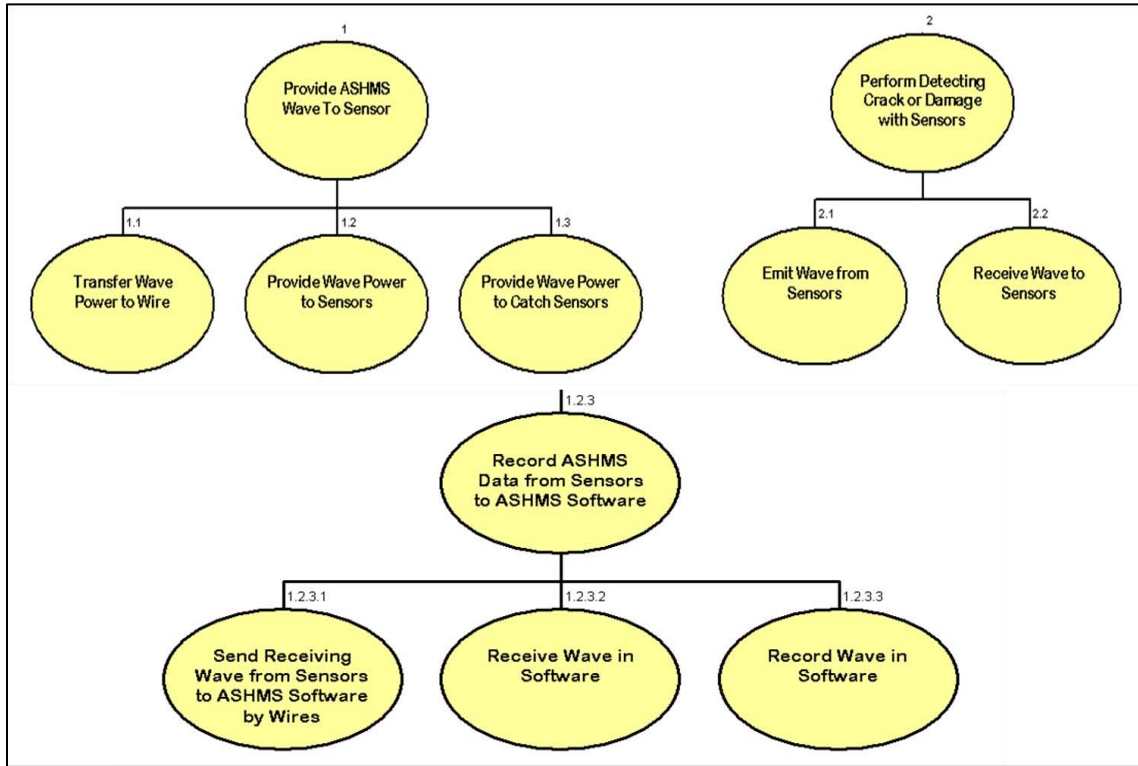 1
Provide ASHMS
Wave To Sensor
2
Perform Detecting
Crack or Damage
with Sensors
1.1
Transfer Wave
Power to Wire
1.2
Provide Wave Power
to Sensors
1.3
Provide Wave Power
to Catch Sensors
2.1
Emit Wave from
Sensors
2.2
Receive Wave to
Sensors
1.2.3
Record ASHMS
Data from Sensors
to ASHMS Software
1.2.3.1
Send Receiving
Wave from Sensors
to ASHMS Software
by Wires
1.2.3.2
Receive Wave in
Software
1.2.3.3
Record Wave in
Software